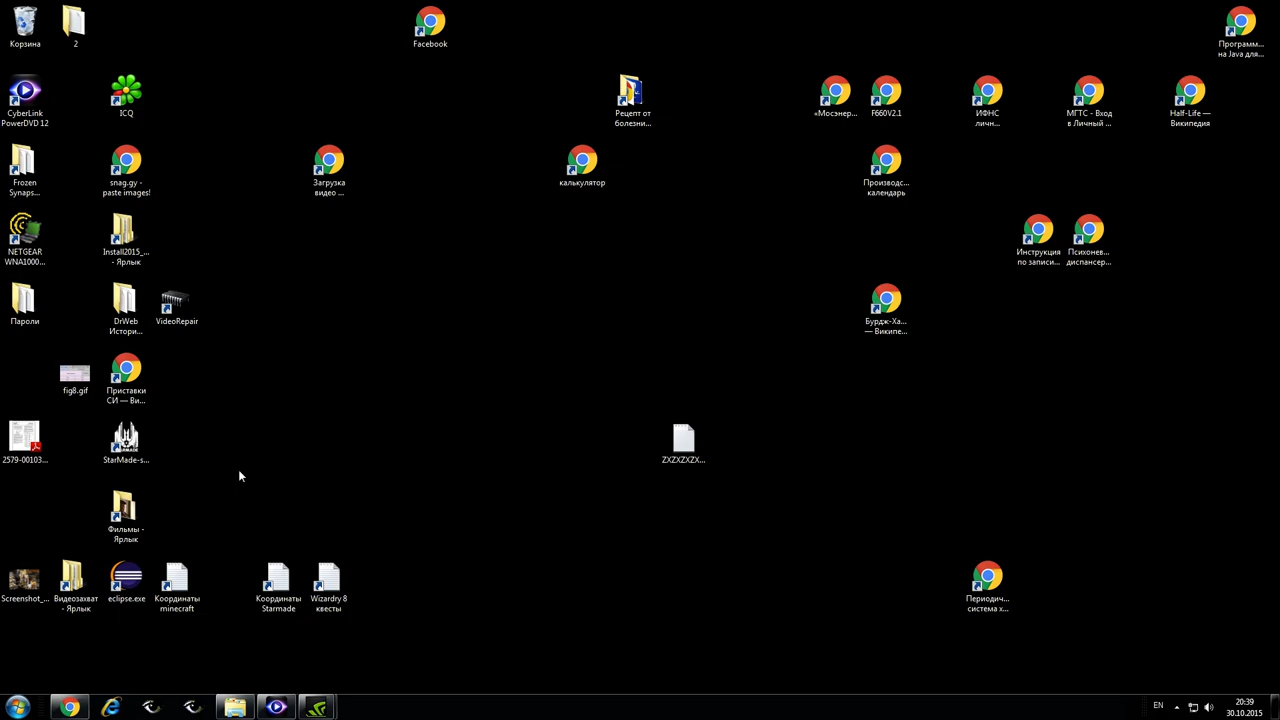 Корзина
2
Facebook
Програм...
на Java для...
CyberLink
PowerDVD 12
ICQ
Рецепт от
болезни...
«Мосэнер...
F660V2.1
ИФНС
личн...
МГТС - Вход
в Личный ...
Half-Life —
Википедия
Frozen
Synaps...
snag.gy -
paste images!
Загрузка
видео ...
калькулятор
Производс...
календарь
NETGEAR
WNA1000...
Install2015_...
- Ярлык
Инструкция
по записи...
Психонев...
диспансер...
Пароли
DrWeb
Истори...
VideoRepair
Бурдж-Ха...
— Википе...
fig8.gif
Приставки
СИ — Ви...
2579-00103...
StarMade-s...
ZXZXZXZX...
Фильмы -
Ярлык
Screenshot_...
Видеозахват
- Ярлык
eclipse.exe
Координаты
minecraft
Координаты
Starmade
Wizardry 8
квесты
Периодич...
система х...
EN
20:39
30.10.2015